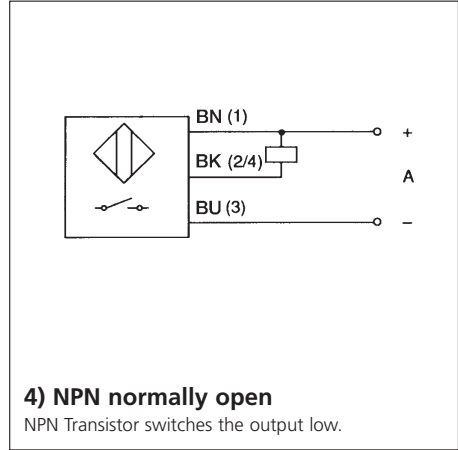 BN (1)
+
BK (2/4)
A
BU (3)
–
4) NPN normally open
NPN Transistor switches the output low.